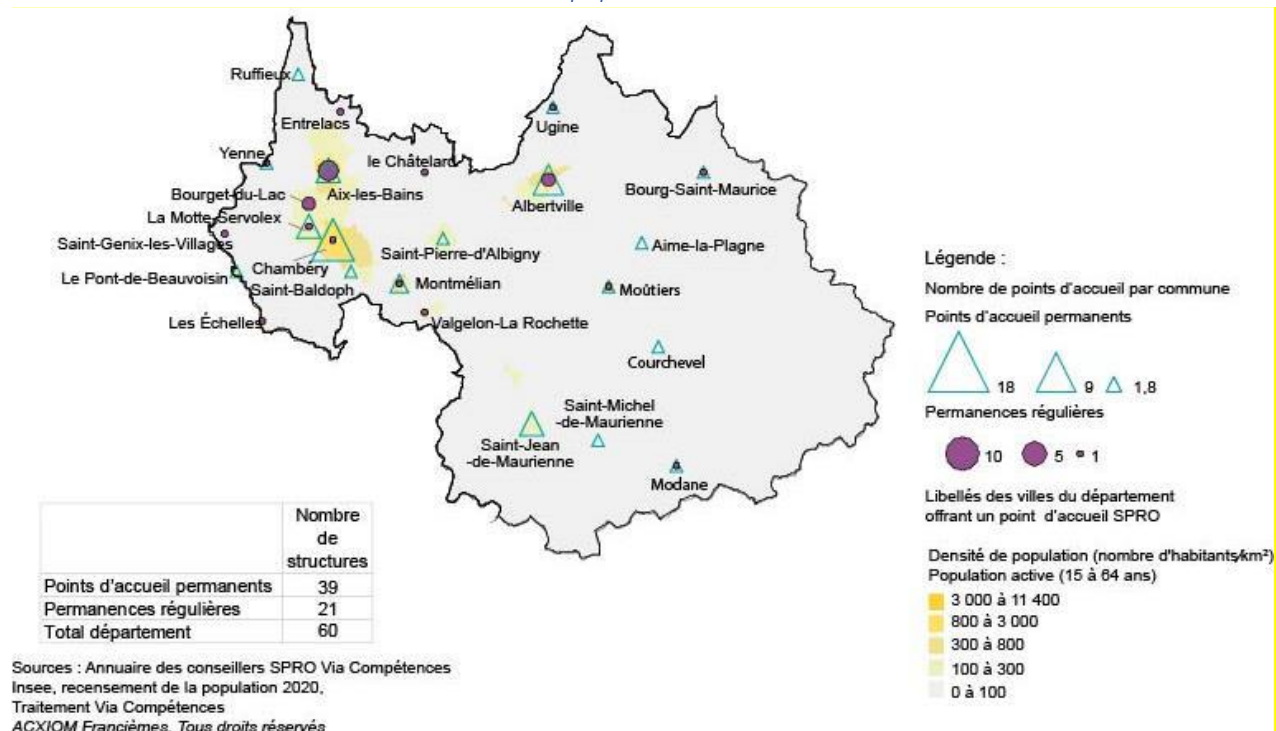 Ruffieux
Entrelacs
Ugine
Yenne
le Châtelard
Bourget-du-Lac
Aix-les-Bains
Albertville
Bourg-Saint-Maurice
La Motte-Servolex
Saint-Genix-les-Villages
Saint-Pierre-d'Albigny
Aime-la-Plagne
Le Pont-de-Beauvoisin
Chambéry
Saint-Baldoph
Montmélian
Moûtiers
Les Échelles
Valgelon-La Rochette
Courchevel
Saint-Michel
-de-Maurienne
Saint-Jean
-de-Maurienne
Modane
Légende :
Nombre de points d'accueil par commune
Points d'accueil permanents
18 9 1,8
Permanences régulières
10 5 1
Libellés des villes du département
offrant un point d'accueil SPRO
Densité de population (nombre d'habitants/km²)
Population active (15 à 64 ans)
3 000 à 11 400
800 à 3 000
300 à 800
100 à 300
0 à 100
Nombre
de
structures
Points d'accueil permanents 39
Permanences régulières 21
Total département 60
Sources : Annuaire des conseillers SPRO Via Compétences
Insee, recensement de la population 2020,
Traitement Via Compétences
ACXIOM Francièmes. Tous droits réservés